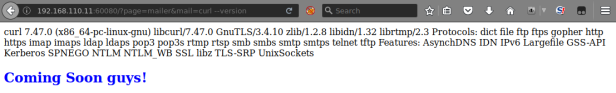 192.168.110.11:60080/?page=mailer&mail=curl --version
Search
curl 7.47.0 (x86_64-pc-linux-gnu) libcurl/7.47.0 GnuTLS/3.4.10 zlib/1.2.8 libidn/1.32 librtmp/2.3 Protocols: dict file ftp ftps gopher http
https imap imaps ldap ldaps pop3 pop3s rtmp rtsp smb smbs smtp smtps telnet tftp Features: AsynchDNS IDN IPv6 Largefile GSS-API
Kerberos SPNEGO NTLM NTLM_WB SSL libz TLS-SRP UnixSockets
Coming Soon guys!